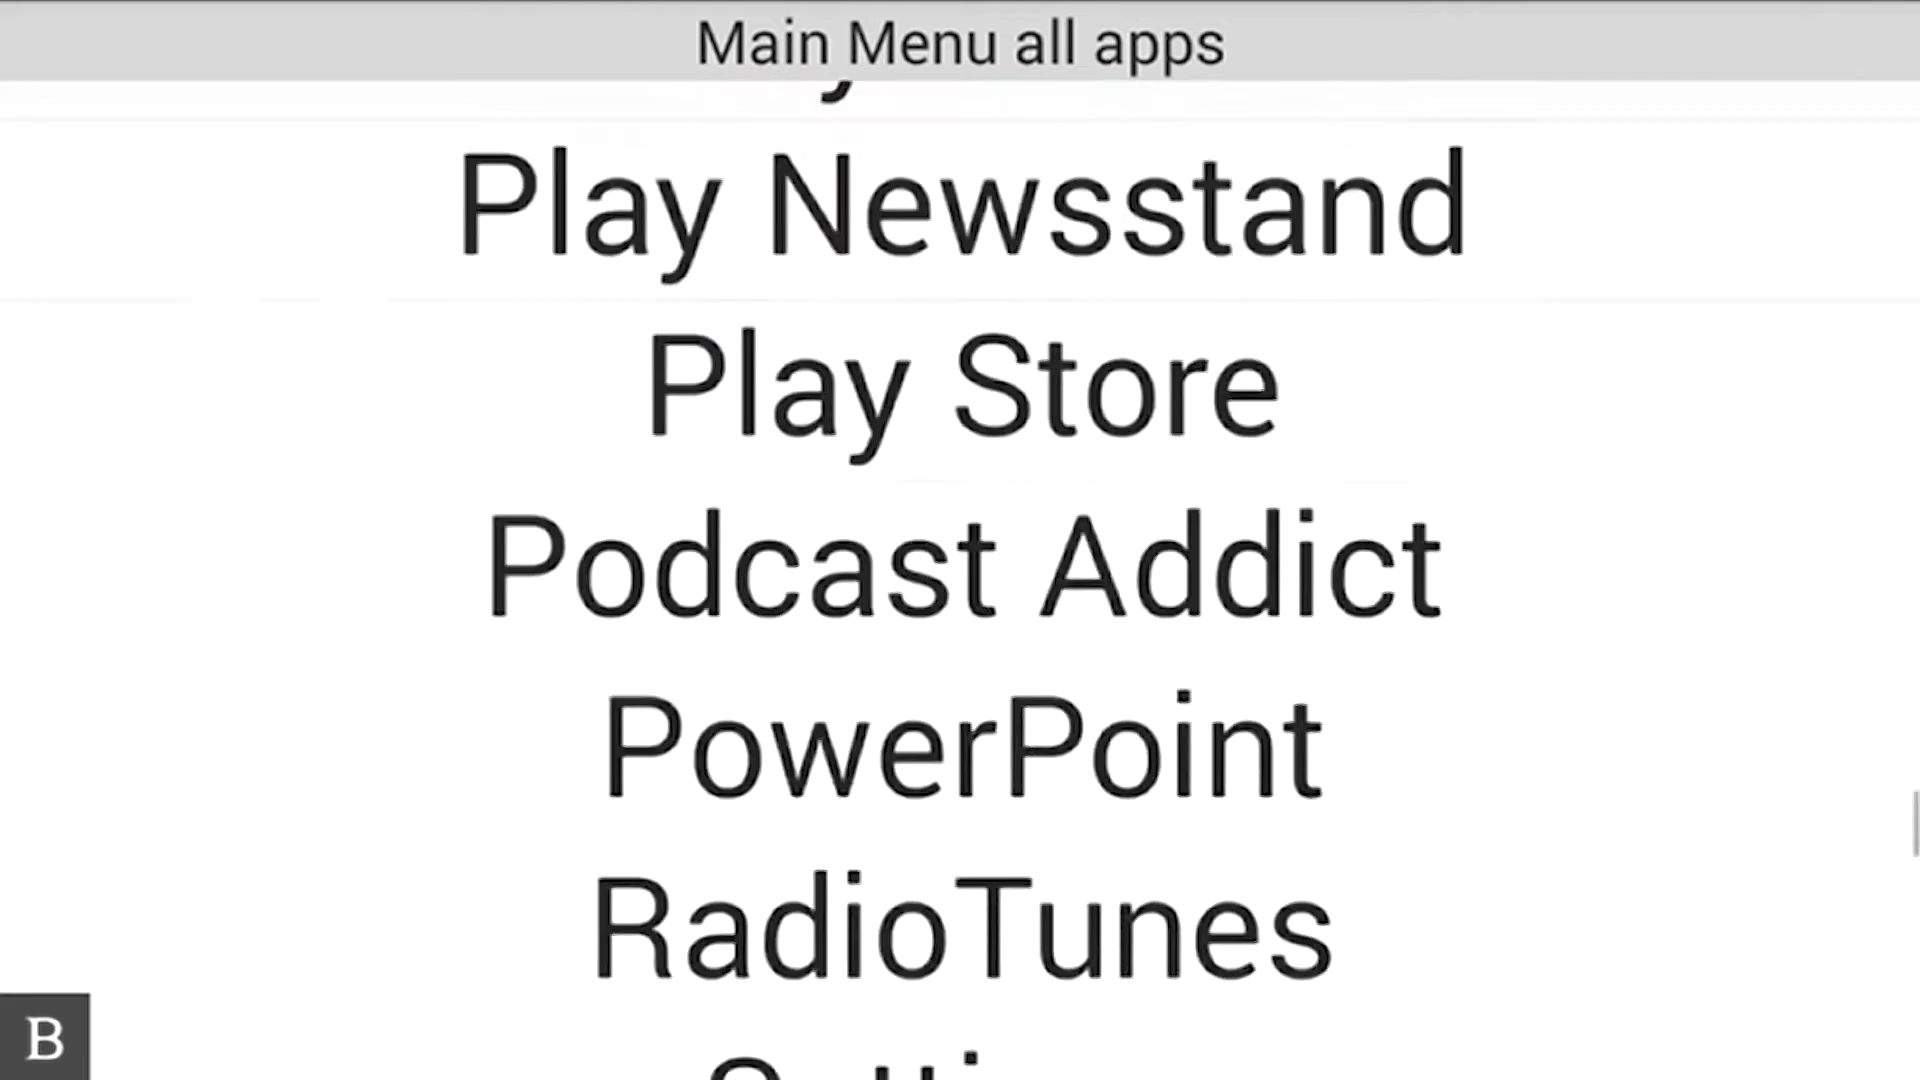 Main Menu all apps
Play Newsstand
Play Store
Podcast Addict
PowerPoint
RadioTunes
B